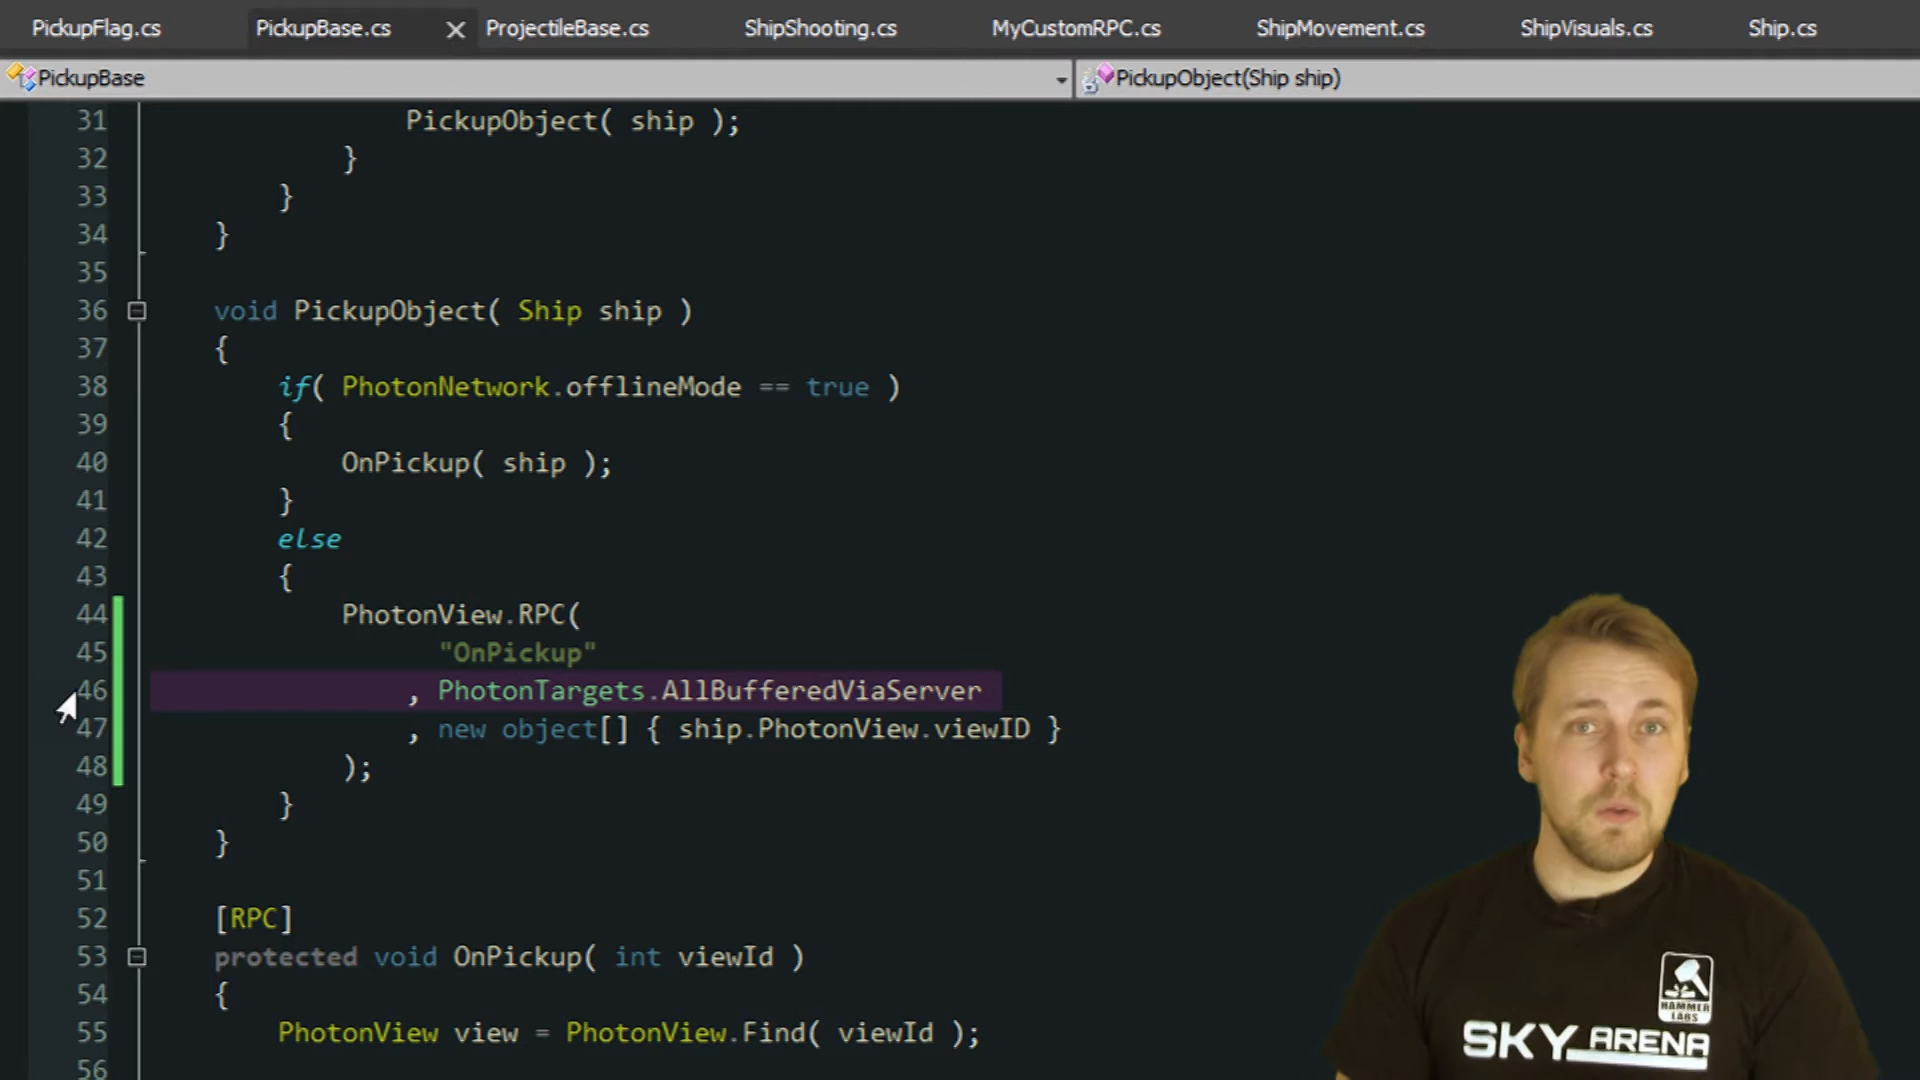 PickupFlag.cs PickupBase.cs ProjectileBase.cs ShipShooting.cs MyCustomRPC.cs ShipMovement.cs ShipVisuals.cs Ship.cs
PickupBase PickupObject(Ship ship)
31 PickupObject( ship );
32 }
33 }
34 }
35
36 void PickupObject( Ship ship )
37 {
38 if( PhotonNetwork.offlineMode == true )
39 {
40 OnPickup( ship );
41 }
42 else
43 {
44 PhotonView.RPC(
45 "OnPickup"
46 , PhotonTargets.AllBufferedViaServer
47 , new object[] { ship.PhotonView.viewID }
48 );
49 }
50 }
51
52 [RPC]
53 protected void OnPickup( int viewId )
54 {
55 PhotonView view = PhotonView.Find( viewId );
56
HAMMER
LABS
SKY ARENA